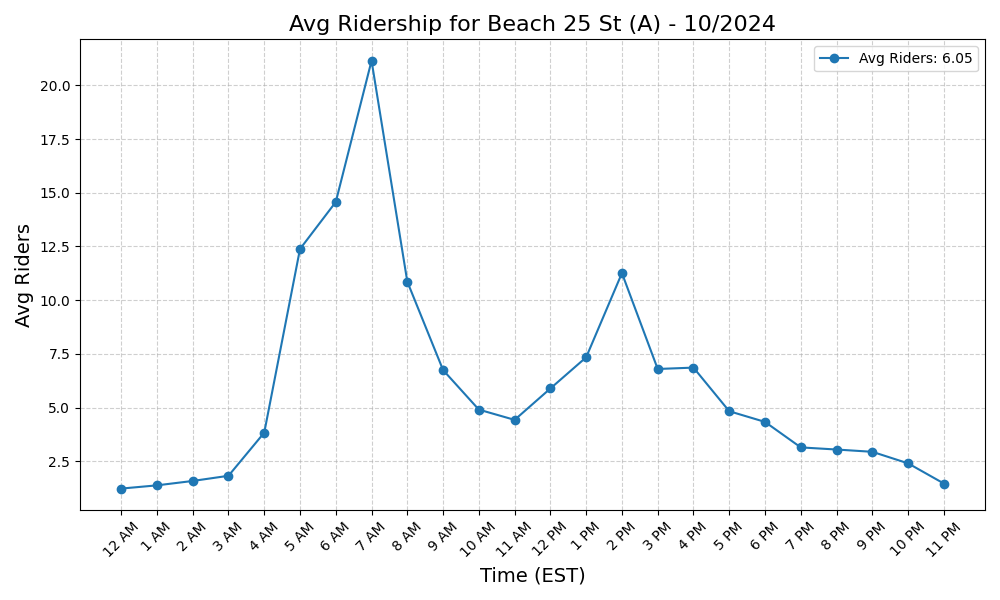 Avg Ridership for Beach 25 St (A) - 10/2024
Avg Riders: 6.05
Avg Riders
20.0
17.5
15.0
12.5
10.0
7.5
5.0
2.5
12 AM
1 AM
2 AM
3 AM
4 AM
5 AM
6 AM
7 AM
8 AM
9 AM
10 AM
11 AM
12 PM
1 PM
2 PM
3 PM
4 PM
5 PM
6 PM
7 PM
8 PM
9 PM
10 PM
11 PM
Time (EST)